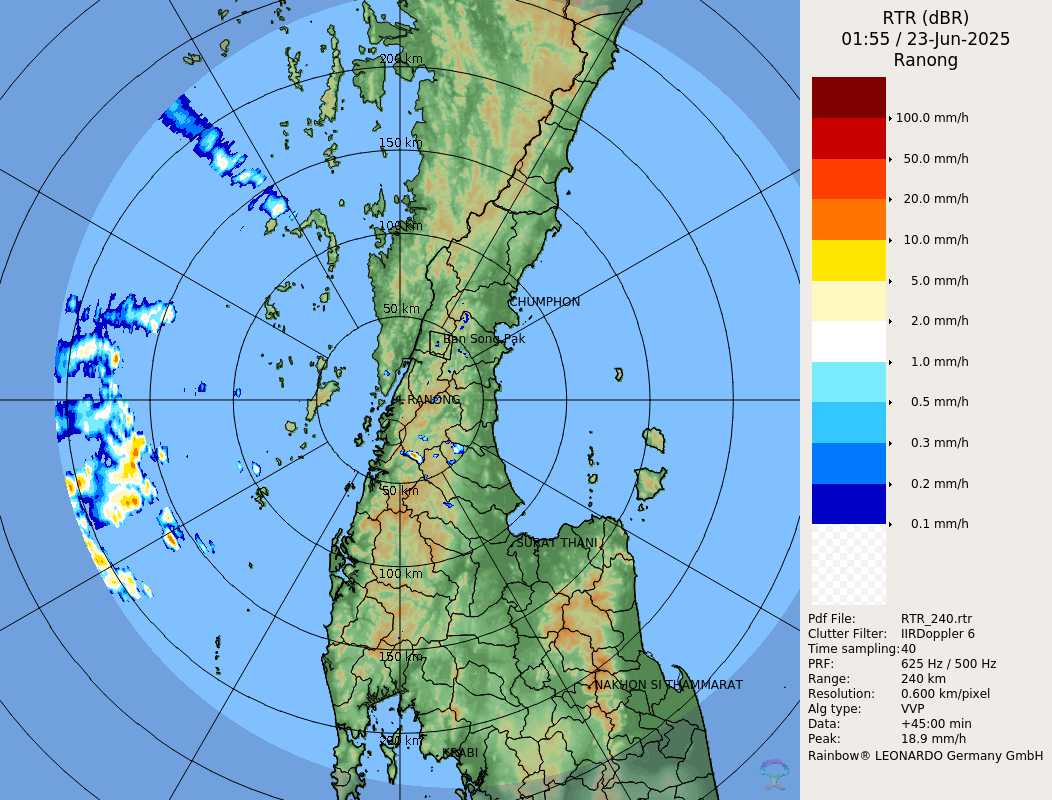 RTR (dBR)
01:55 / 23-Jun-2025
Ranong
100.0 mm/h
50.0 mm/h
20.0 mm/h
10.0 mm/h
5.0 mm/h
2.0 mm/h
1.0 mm/h
0.5 mm/h
0.3 mm/h
0.2 mm/h
0.1 mm/h
Pdf File: RTR_240.rtr
Clutter Filter: IIRDoppler 6
Time sampling:40
PRF: 625 Hz / 500 Hz
Range: 240 km
Resolution: 0.600 km/pixel
Alg type: VVP
Data: +45:00 min
Peak: 18.9 mm/h
Rainbow® LEONARDO Germany GmbH
200 km
150 km
100 km
50 km
CHUMPHON
Ban Song Pak
RANONG
50 km
SURAT THANI
100 km
150 km
NAKHON SI THAMMARAT
200 km
KRABI